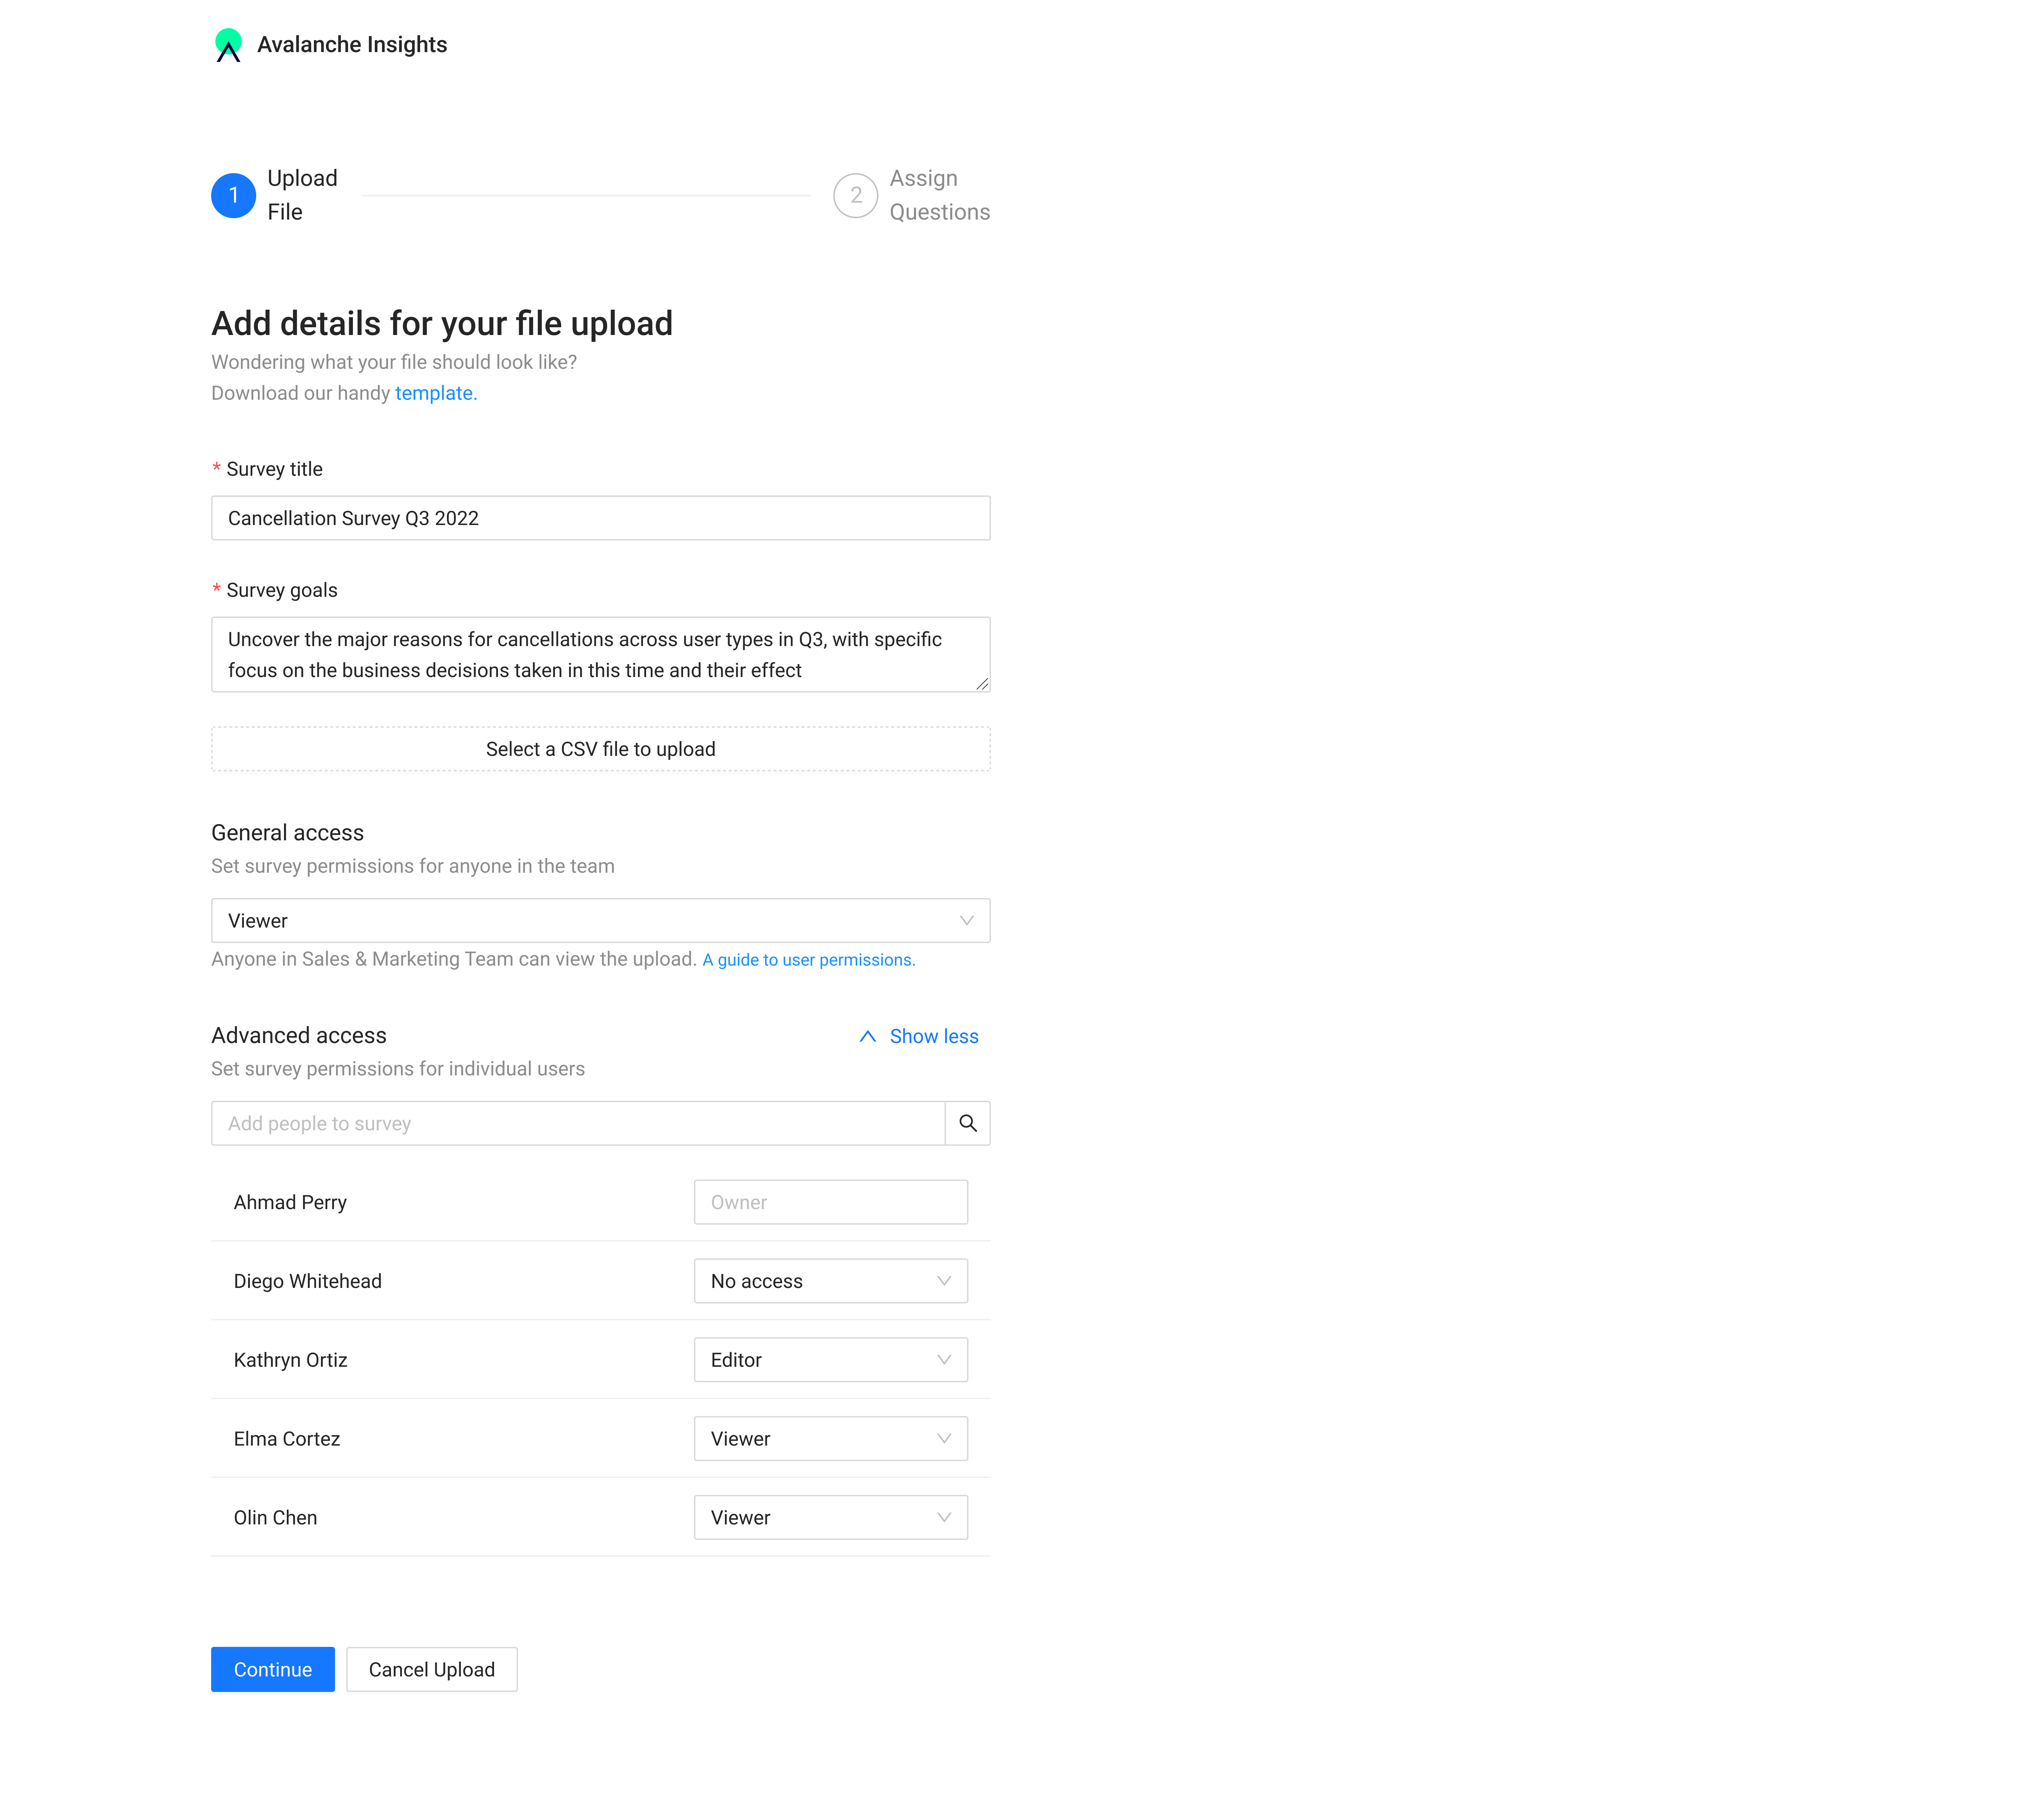 Avalanche Insights
1
Upload
File
2
Assign
Questions
Add details for your file upload
Wondering what your file should look like?
Download our handy template.
* Survey title
Cancellation Survey Q3 2022
* Survey goals
Uncover the major reasons for cancellations across user types in Q3, with specific
focus on the business decisions taken in this time and their effect
Select a CSV file to upload
General access
Set survey permissions for anyone in the team
Viewer
Anyone in Sales & Marketing Team can view the upload. A guide to user permissions.
Advanced access
Show less
Set survey permissions for individual users
Add people to survey
Ahmad Perry
Owner
Diego Whitehead
No access
Kathryn Ortiz
Editor
Elma Cortez
Viewer
Olin Chen
Viewer
Continue
Cancel Upload